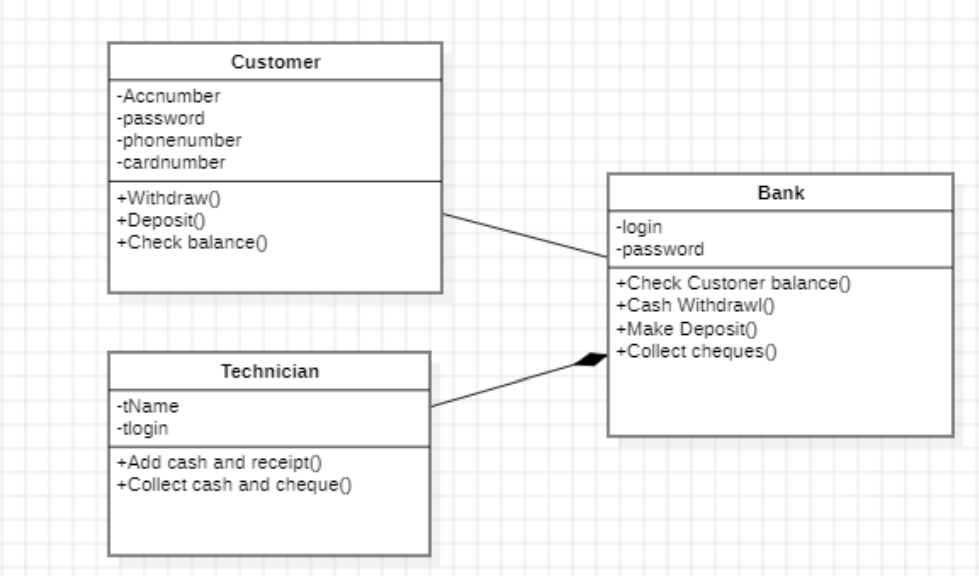 Customer
-Accnumber
-password
-phonenumber
-cardnumber
+Withdraw()
+Deposit()
+Check balance()
Bank
-login
-password
+Check Custoner balance()
+Cash Withdrawl()
+Make Deposit()
+Collect cheques()
Technician
-tName
-tlogin
+Add cash and receipt()
+Collect cash and cheque()